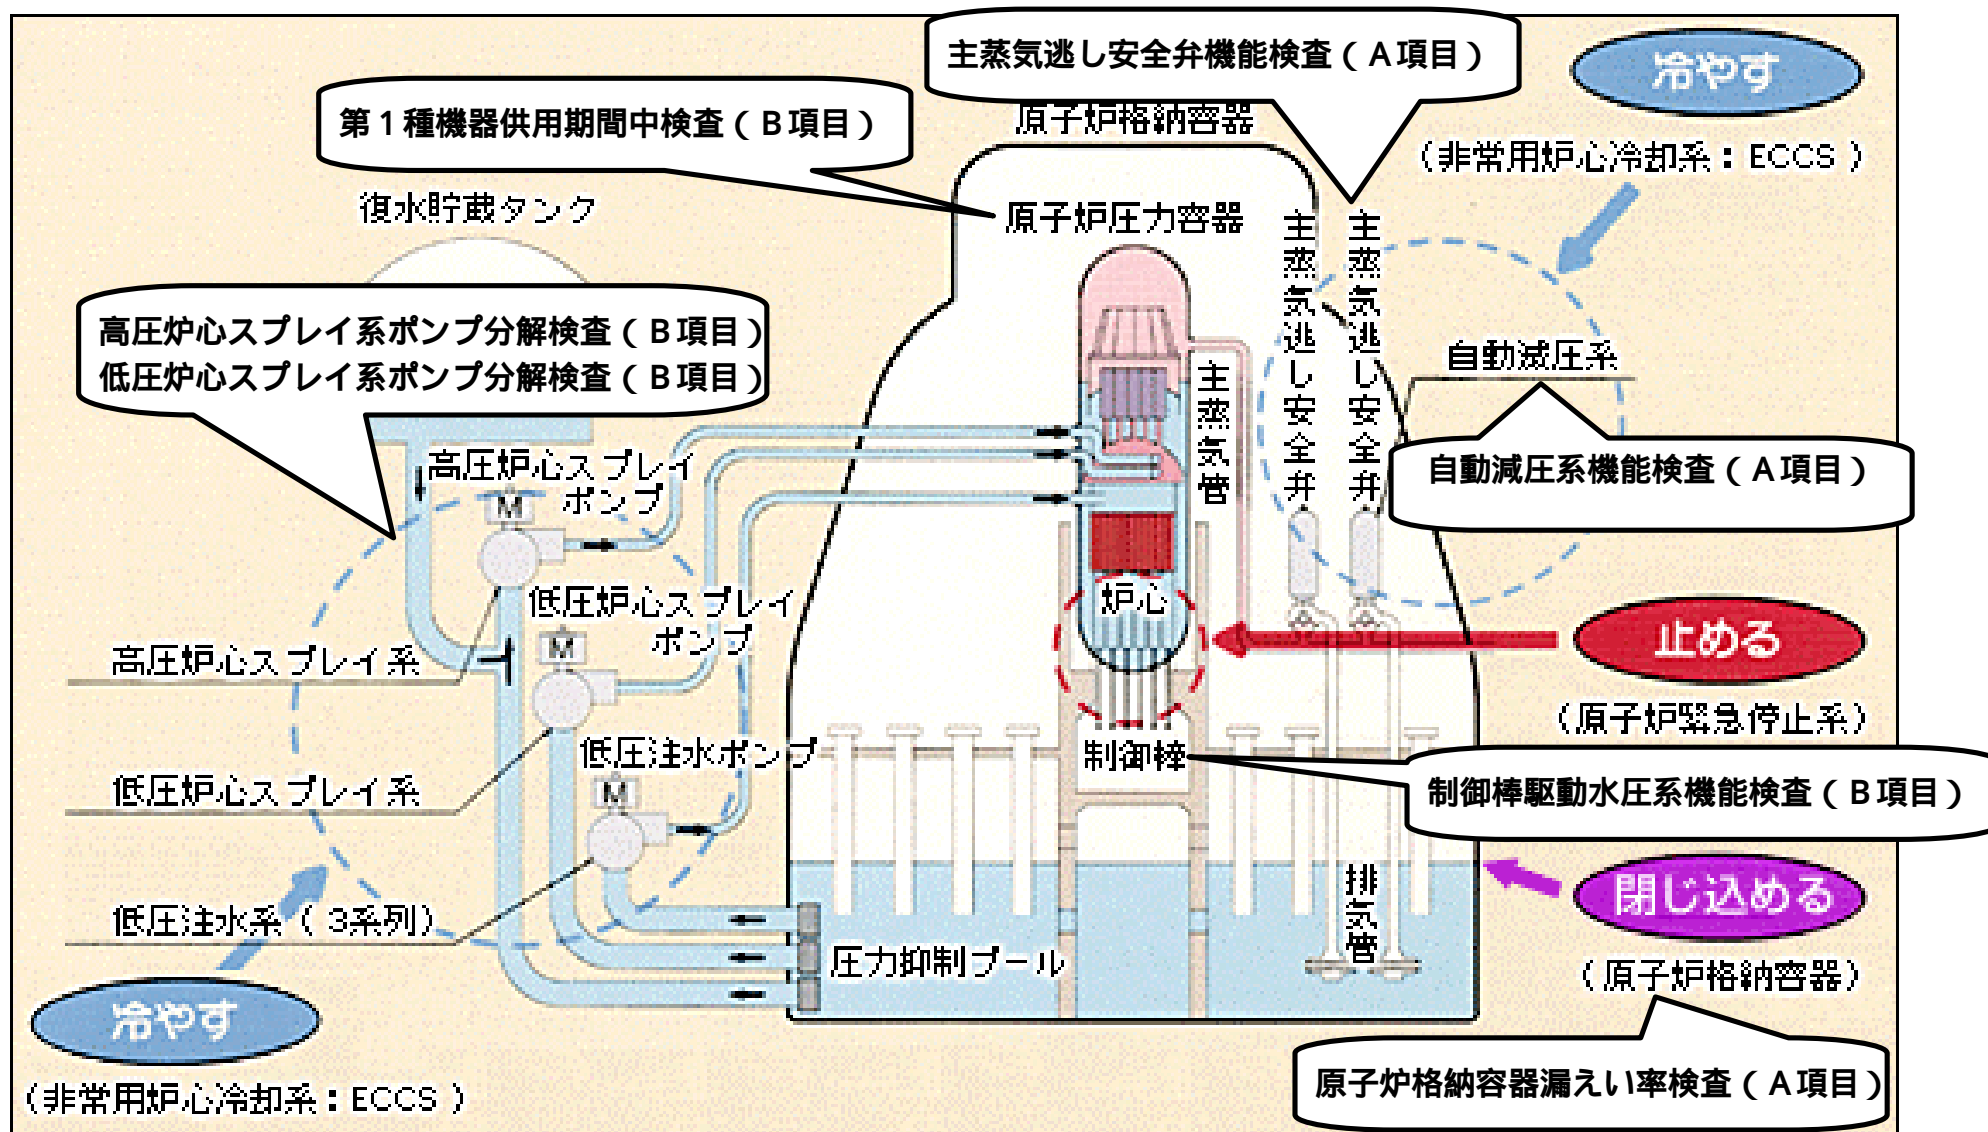 主蒸気逃し安全弁機能検査（Ａ項目）
冷やす
第１種機器供用期間中検査（Ｂ項目）
原子炉格納容器
（非常用炉心冷却系：ECCS ）
復水貯蔵タンク
原子炉圧力容器
主蒸気逃し安全弁
主蒸気逃し安全弁
高圧炉心スプレイ系ポンプ分解検査（Ｂ項目）
低圧炉心スプレイ系ポンプ分解検査（Ｂ項目）
自動減圧系
主蒸気管
高圧炉心スプレイ
ポンプ
M
自動減圧系機能検査（Ａ項目）
炉心
低圧炉心スプレイ
ポンプ
M
止める
高圧炉心スプレイ系
（原子炉緊急停止系）
低圧注水ポンプ
M
制御棒
制御棒駆動水圧系機能検査（Ｂ項目）
低圧炉心スプレイ系
閉じ込める
排気管
低圧注水系（ 3系列）
圧力抑制プール
（原子炉格納容器）
冷やす
（非常用炉心冷却系：ECCS ）
原子炉格納容器漏えい率検査（Ａ項目）